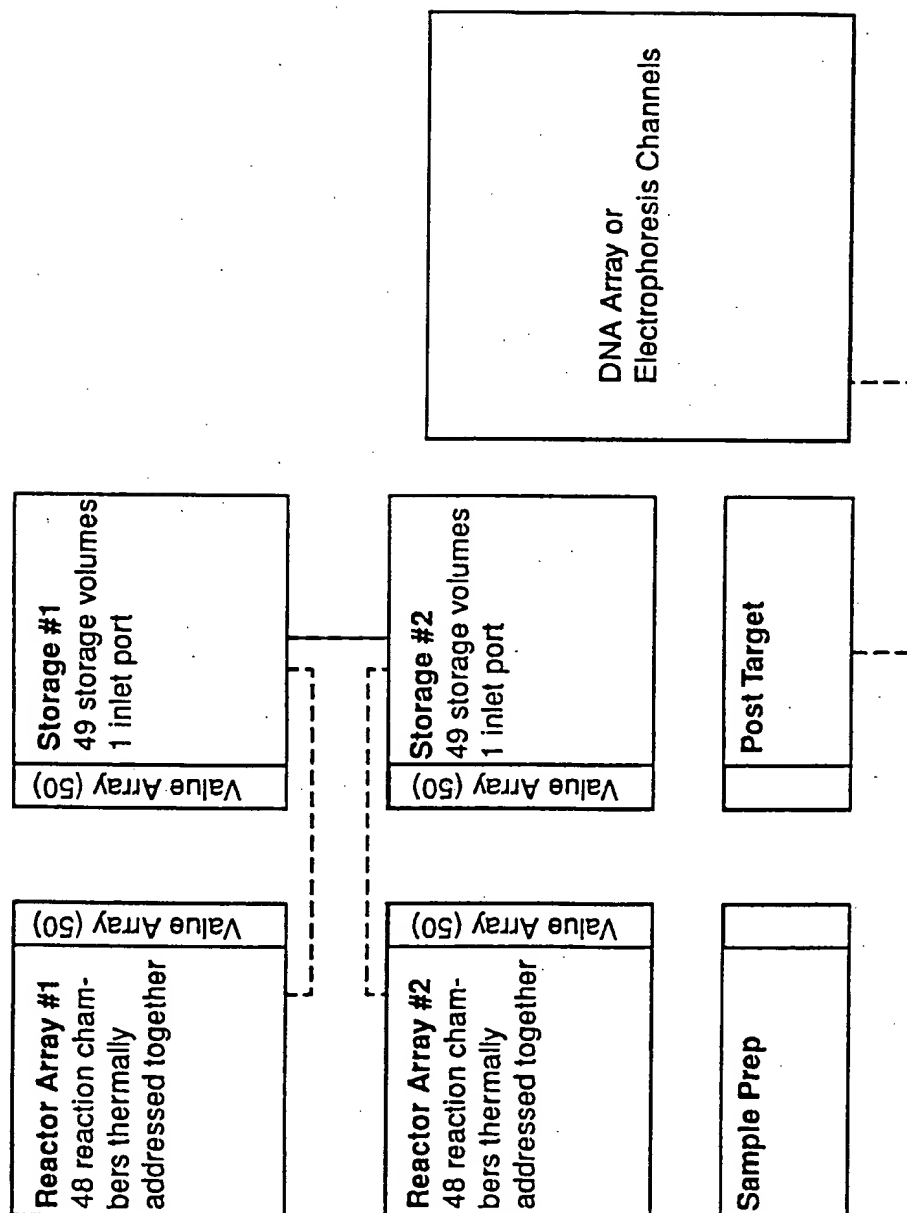 Reactor Array #1
48 reaction cham-
bers thermally
addressed together
Value Array (50)
Value Array (50)
Storage #1
49 storage volumes
1 inlet port
Reactor Array #2
48 reaction cham-
bers thermally
addressed together
Value Array (50)
Value Array (50)
Storage #2
49 storage volumes
1 inlet port
DNA Array or
Electrophoresis Channels
Sample Prep
Post Target